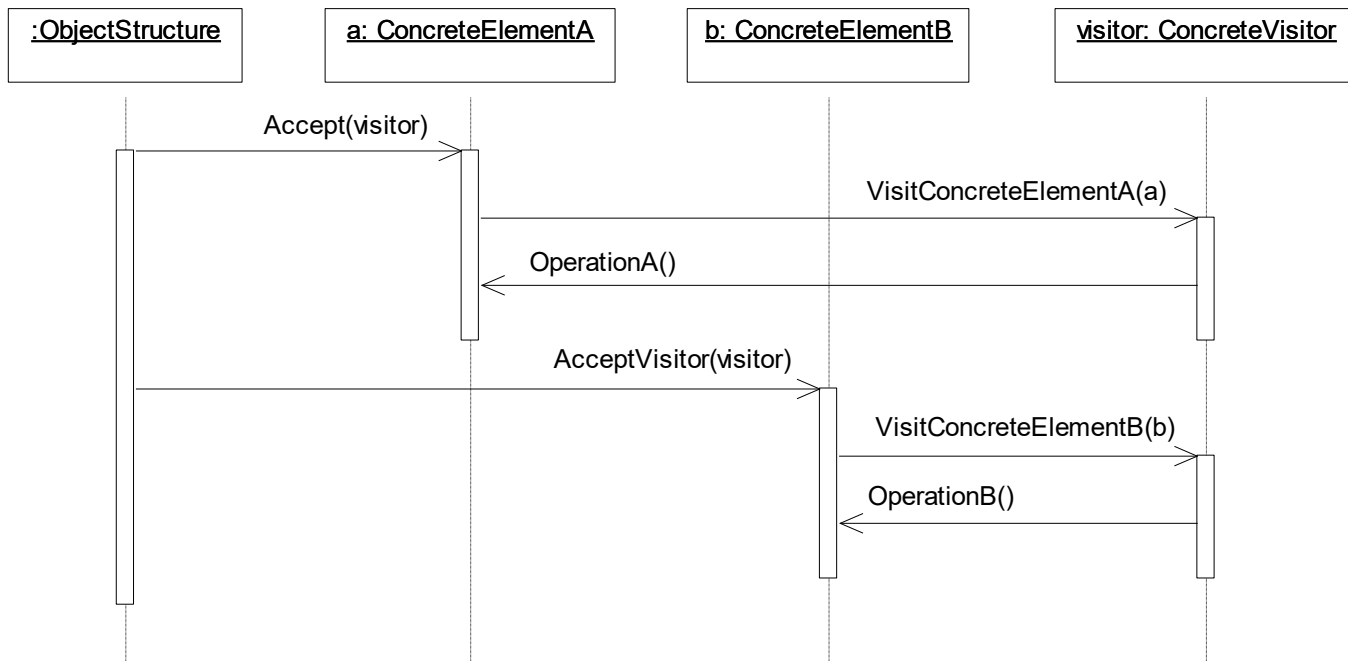 :ObjectStructure
a: ConcreteElementA
b: ConcreteElementB
visitor: ConcreteVisitor
Accept(visitor)
VisitConcreteElementA(a)
OperationA()
AcceptVisitor(visitor)
VisitConcreteElementB(b)
OperationB()